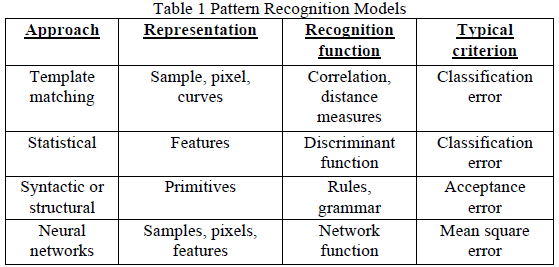 Table 1 Pattern Recognition Models
Approach Representation Recognition function Typical criterion
Template matching Sample, pixel, curves Correlation, distance measures Classification error
Statistical Features Discriminant function Classification error
Syntactic or structural Primitives Rules, grammar Acceptance error
Neural networks Samples, pixels, features Network function Mean square error